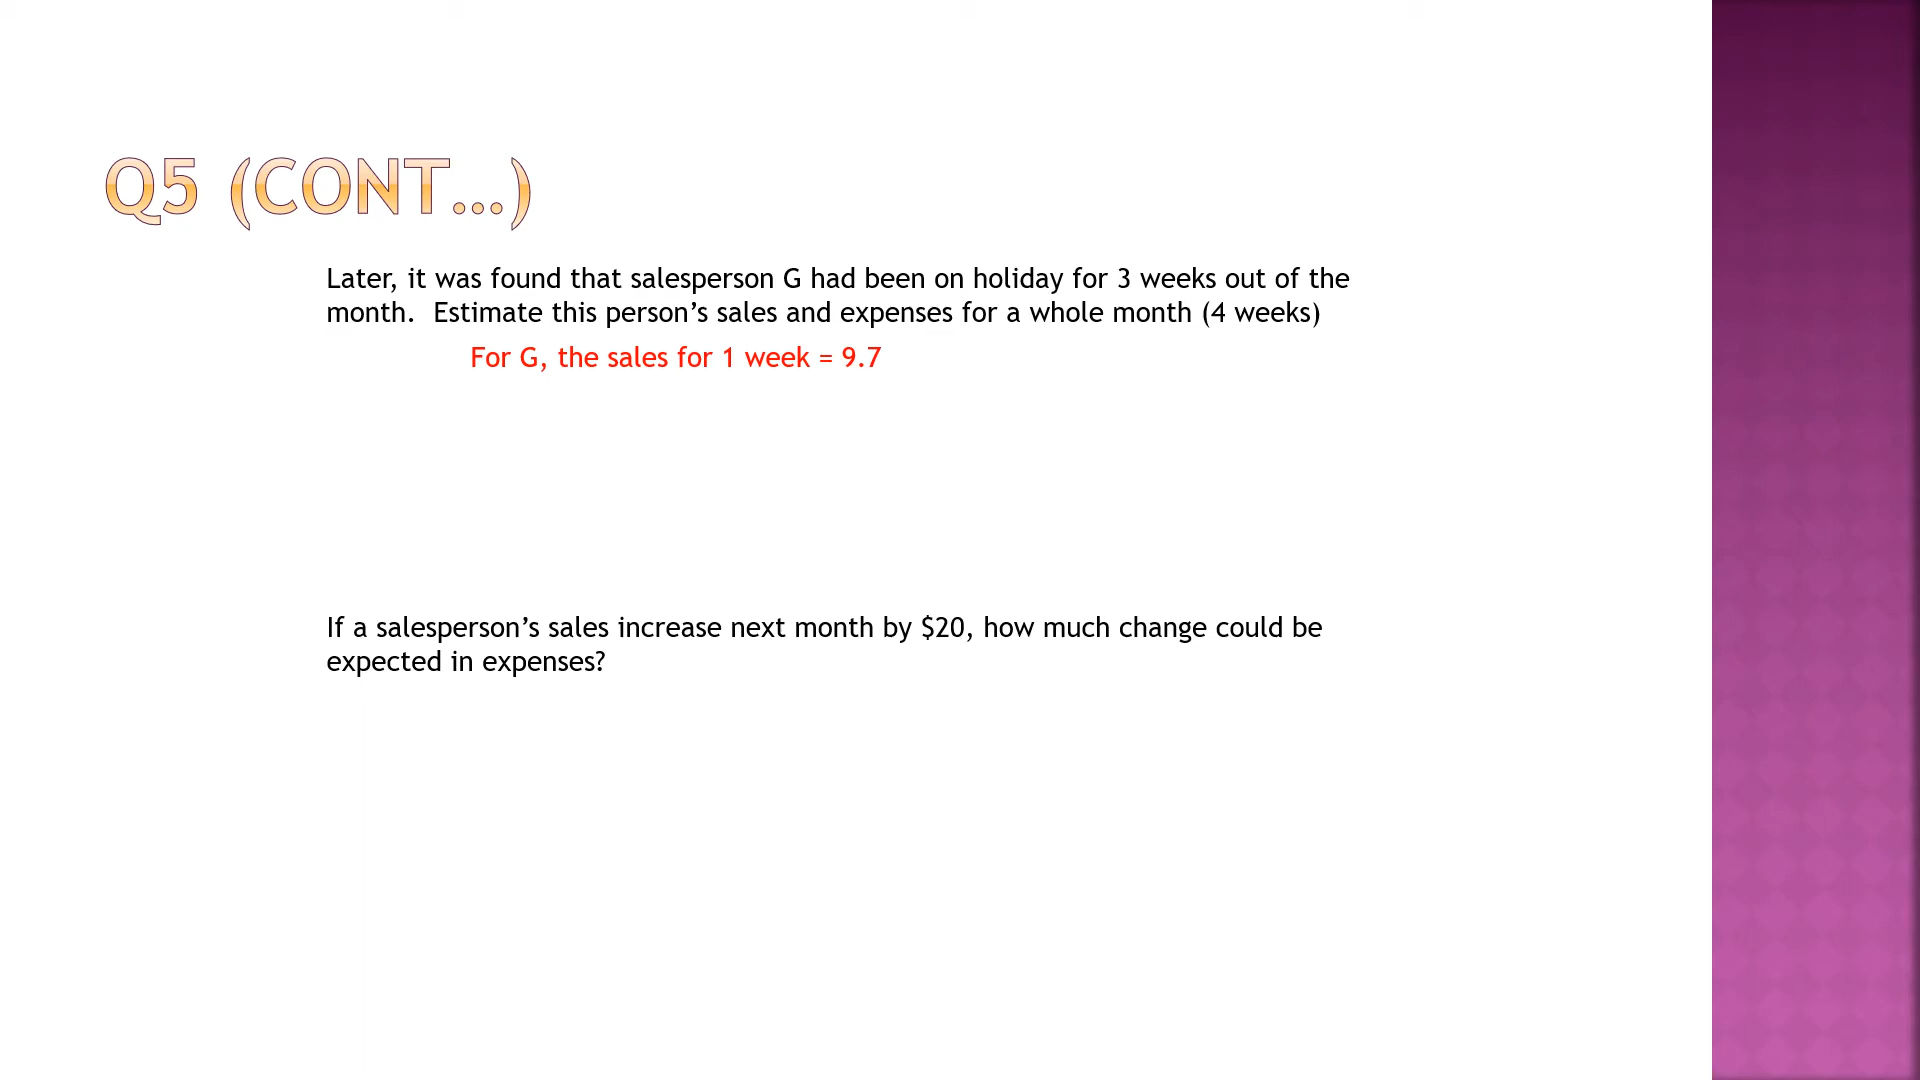 Q5 (CONT…)
Later, it was found that salesperson G had been on holiday for 3 weeks out of the
month.  Estimate this person’s sales and expenses for a whole month (4 weeks)
For G, the sales for 1 week = 9.7
If a salesperson’s sales increase next month by $20, how much change could be
expected in expenses?